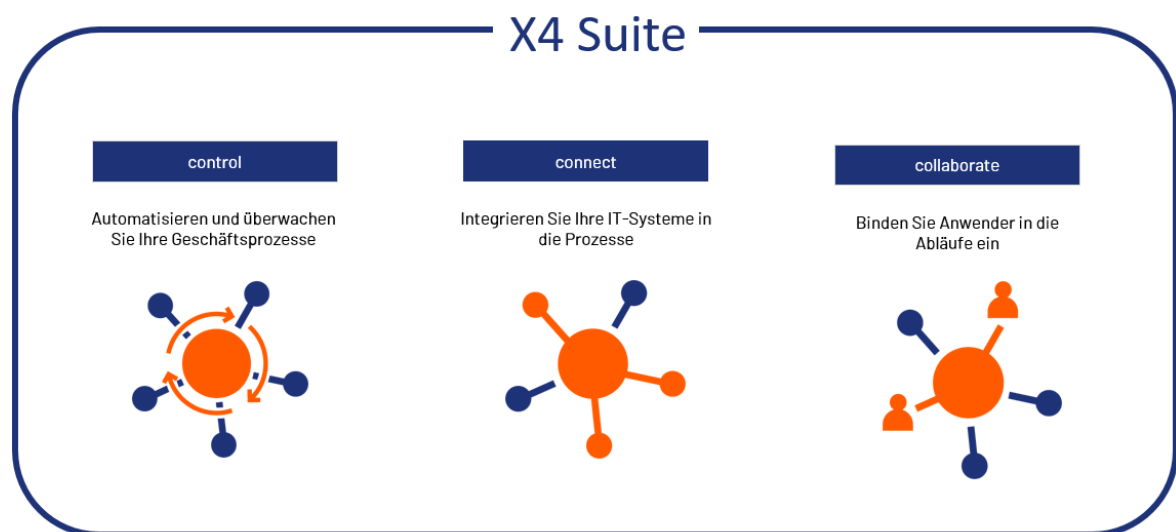 X4 Suite
control
Automatisieren und überwachen
Sie Ihre Geschäftsprozesse
connect
Integrieren Sie Ihre IT-Systeme in
die Prozesse
collaborate
Binden Sie Anwender in die
Abläufe ein